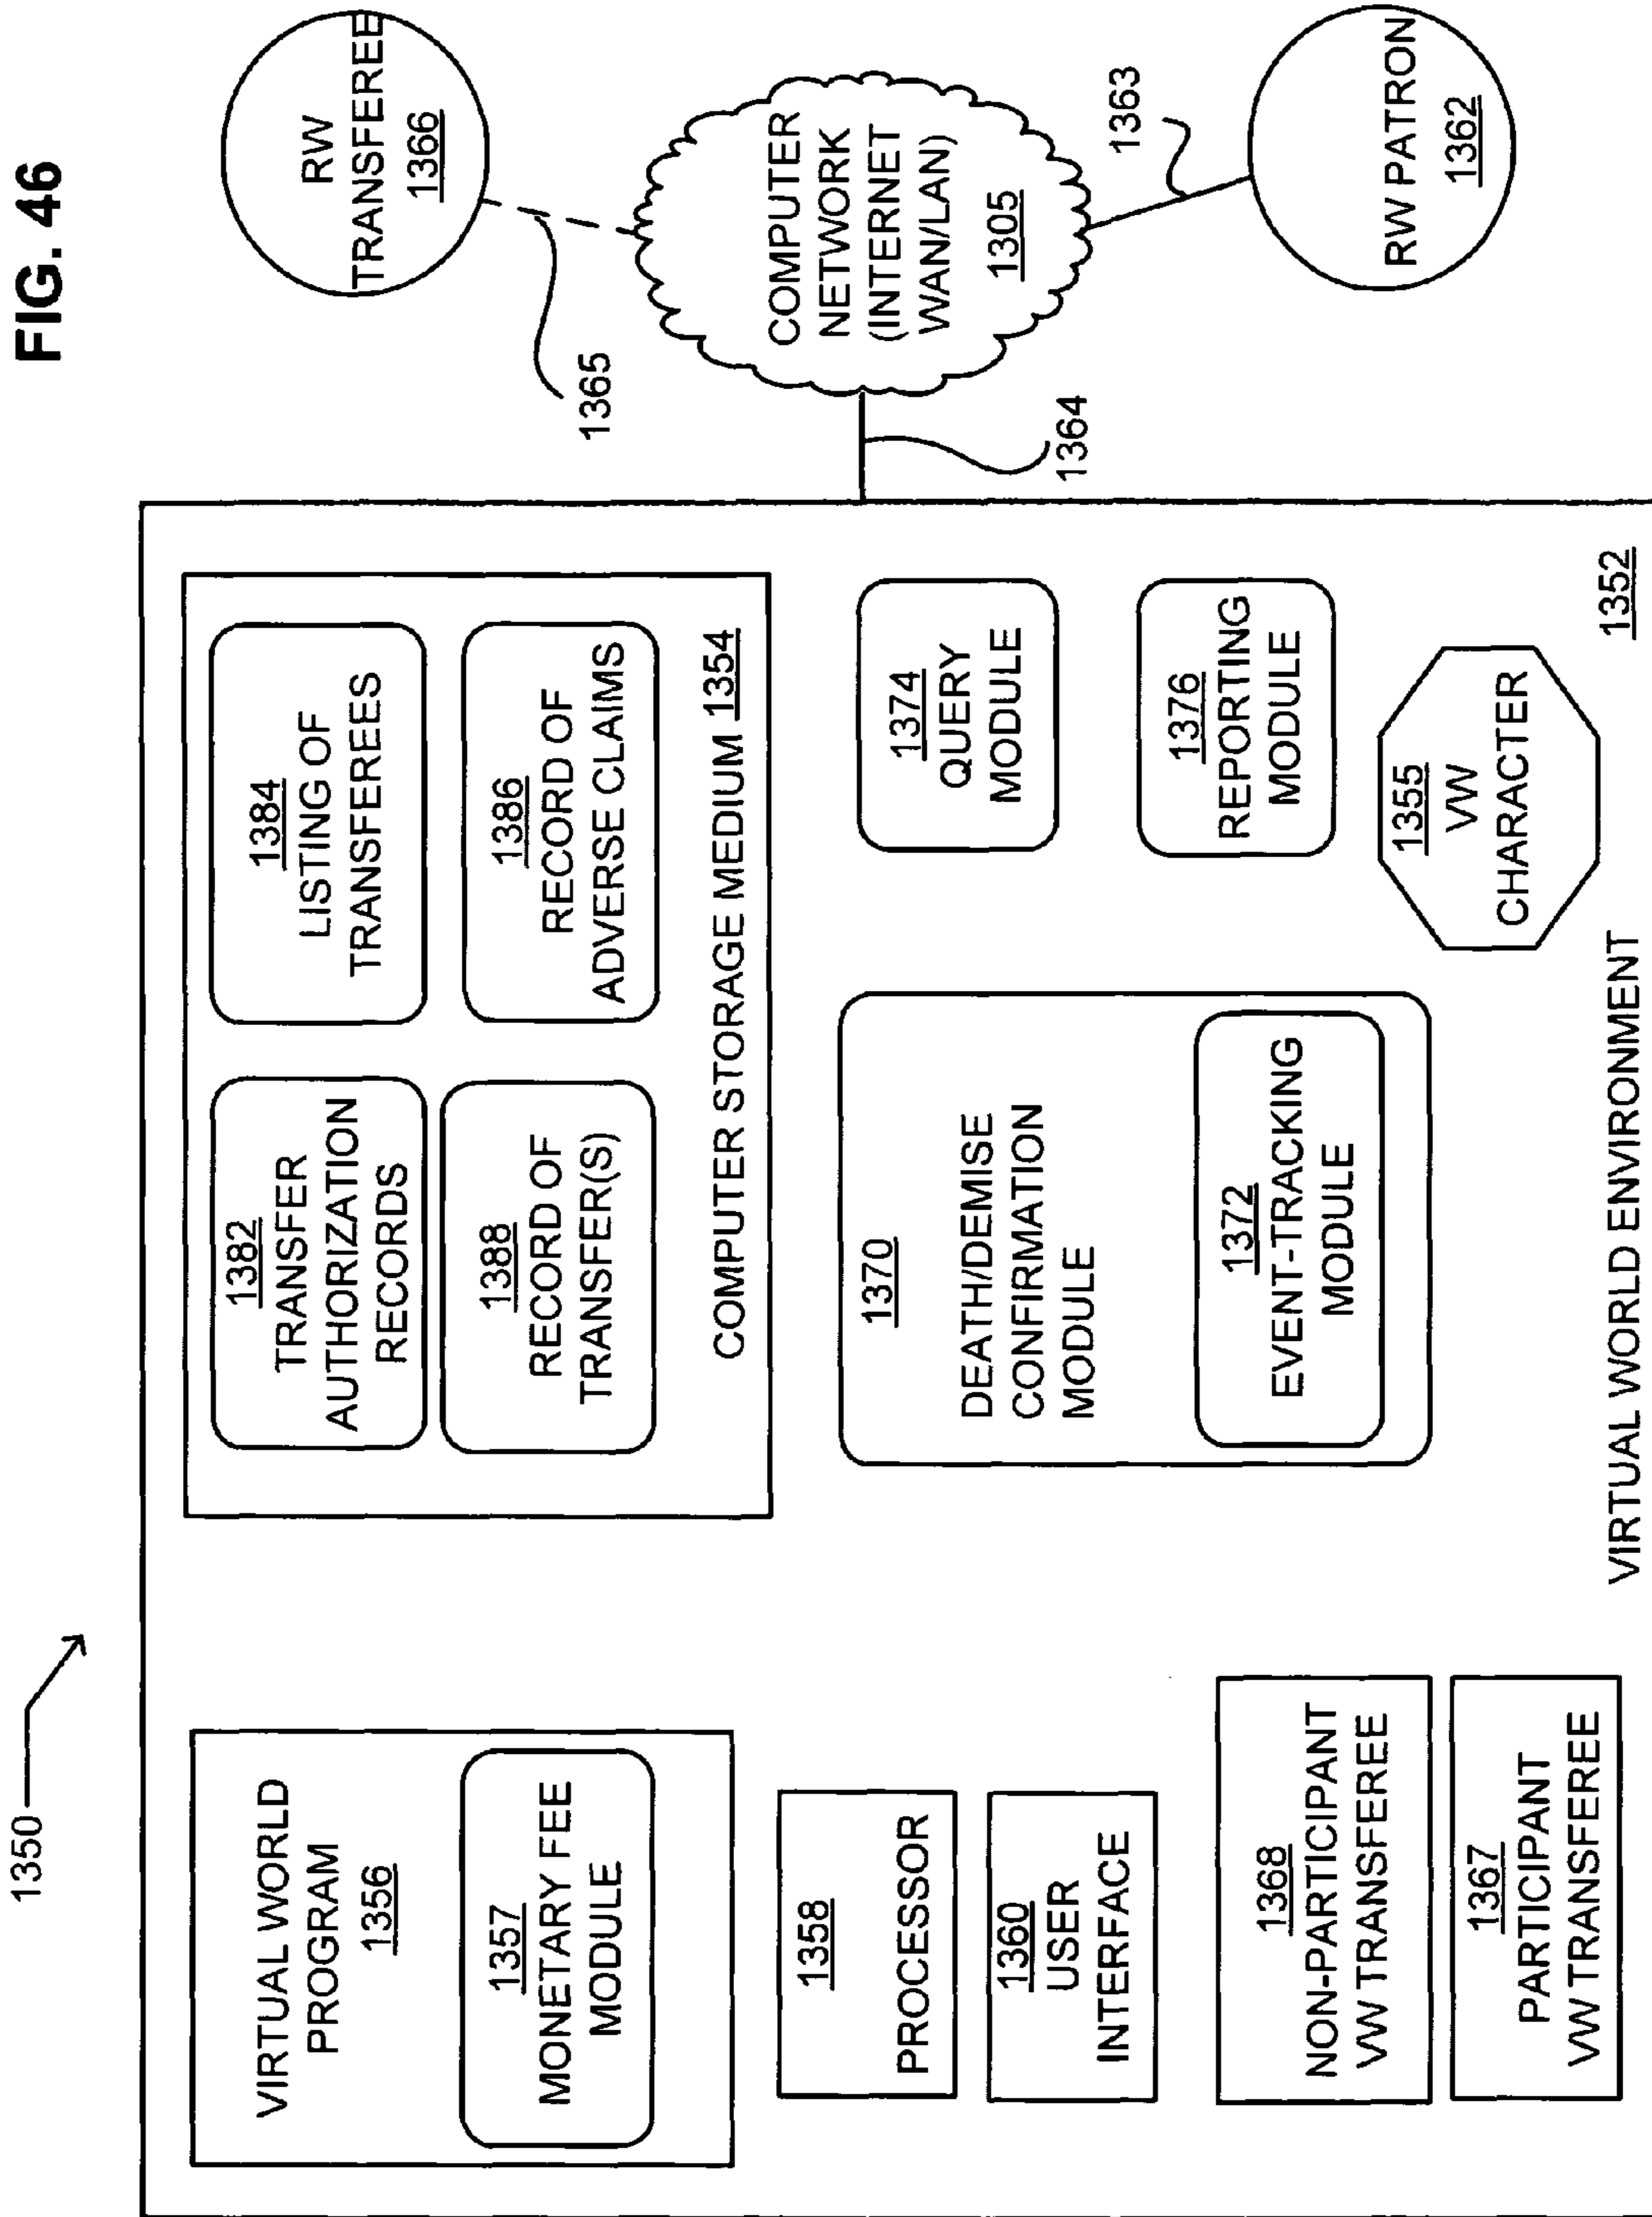 FIG. 46
1350
VIRTUAL WORLD
PROGRAM
1356
1357
MONETARY FEE
MODULE
1358
PROCESSOR
1360
USER
INTERFACE
1368
NON-PARTICIPANT
VW TRANSFEREE
1367
PARTICIPANT
VW TRANSFEREE
1382
TRANSFER
AUTHORIZATION
RECORDS
1384
LISTING OF
TRANSFEREES
1388
RECORD OF
TRANSFER(S)
1386
RECORD OF
ADVERSE CLAIMS
COMPUTER STORAGE MEDIUM 1354
1370
DEATH/DEMISE
CONFIRMATION
MODULE
1372
EVENT-TRACKING
MODULE
1374
QUERY
MODULE
1376
REPORTING
MODULE
1355
VW
CHARACTER
VIRTUAL WORLD ENVIRONMENT
1352
RW
TRANSFEREE
1366
1365
COMPUTER
NETWORK
(INTERNET
WAN/LAN)
1305
1364
1363
RW PATRON
1362